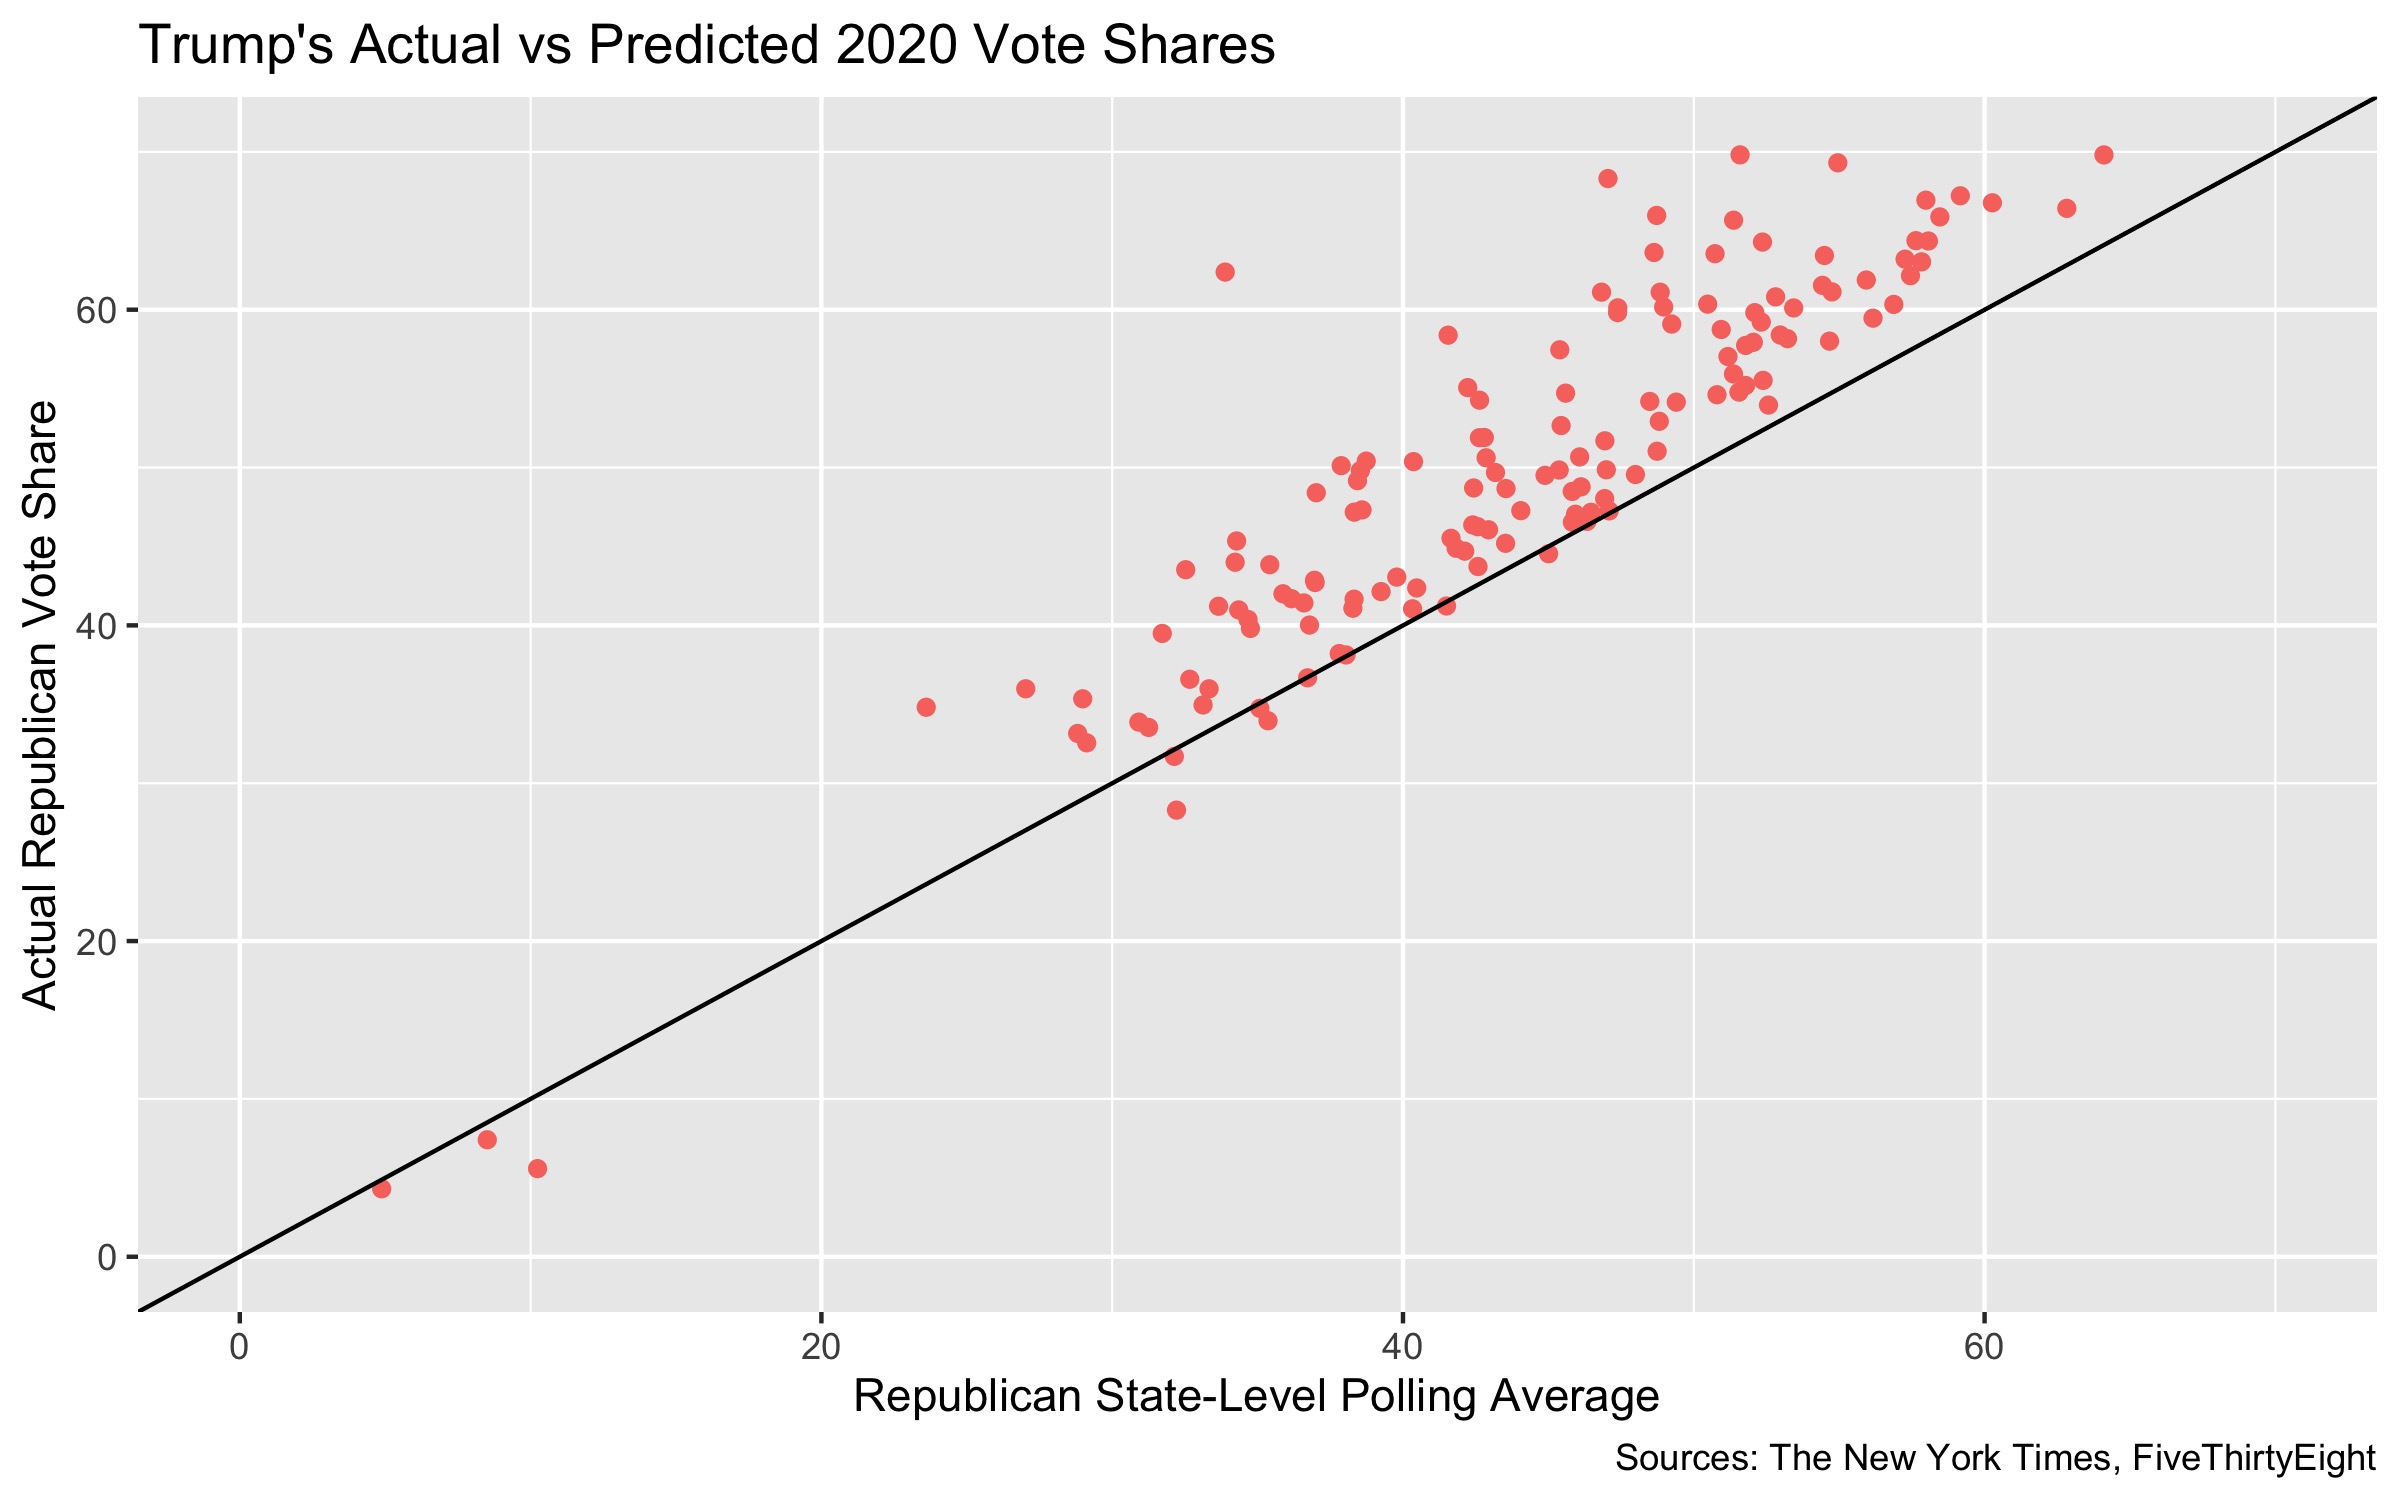 Trump's Actual vs Predicted 2020 Vote Shares
Actual Republican Vote Share
60
40
20
0
0
20
40
60
Republican State-Level Polling Average
Sources: The New York Times, FiveThirtyEight